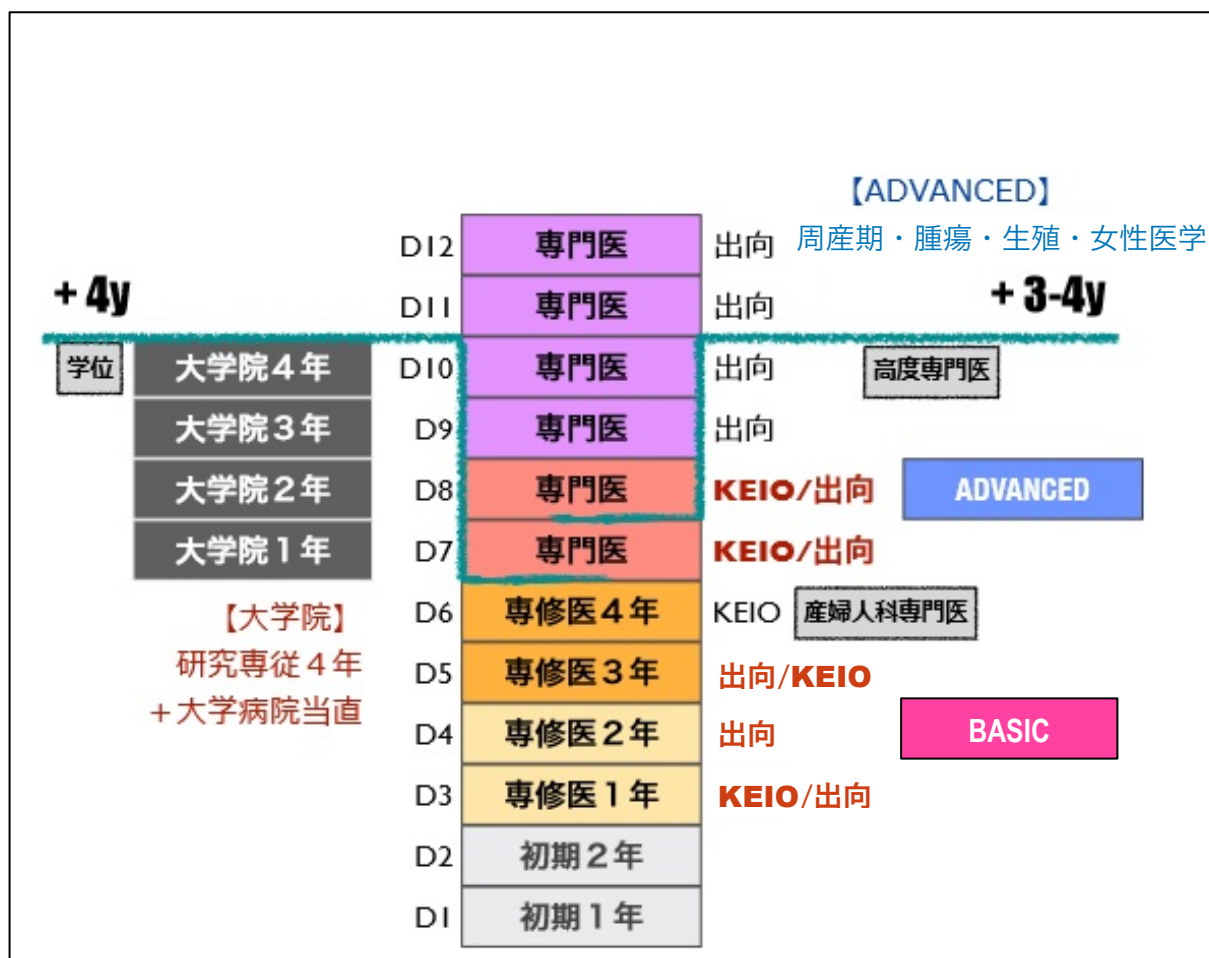 【ADVANCED】
周産期・腫瘍・生殖・女性医学
D12 専門医 出向
+ 4y
+ 3-4y
D11 専門医 出向
学位 大学院４年 D10 専門医 出向 高度専門医
大学院３年 D9 専門医 出向
大学院２年 D8 専門医 KEIO/出向 ADVANCED
大学院１年 D7 専門医 KEIO/出向
【大学院】
研究専従４年
＋大学病院当直
D6 専修医４年 KEIO 産婦人科専門医
D5 専修医３年 出向/KEIO
D4 専修医２年 出向 BASIC
D3 専修医１年 KEIO/出向
D2 初期２年
D1 初期１年